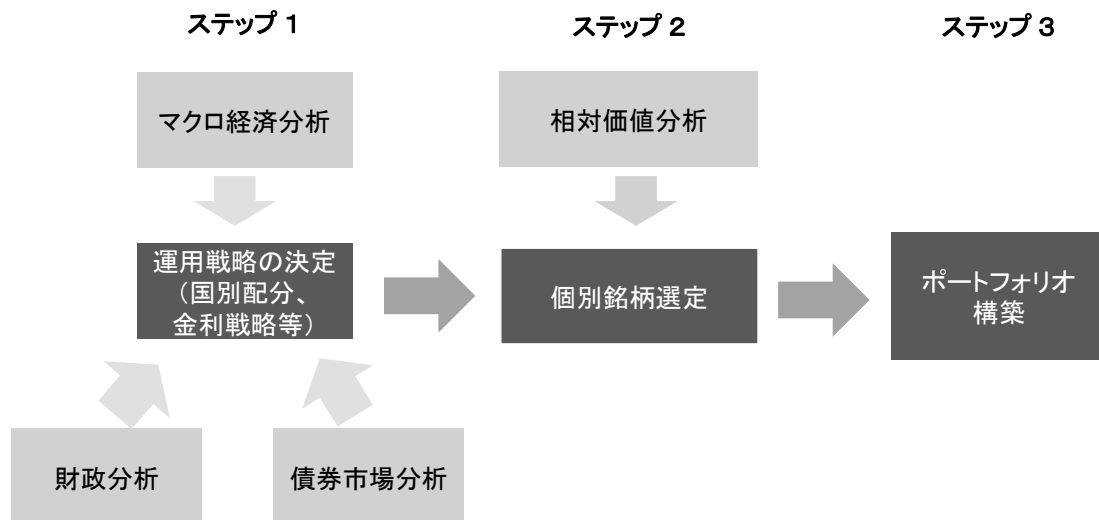 ステップ 1
ステップ 2
ステップ 3
マクロ経済分析
相対価値分析
運用戦略の決定
（国別配分、
金利戦略等）
個別銘柄選定
ポートフォリオ
構築
財政分析
債券市場分析